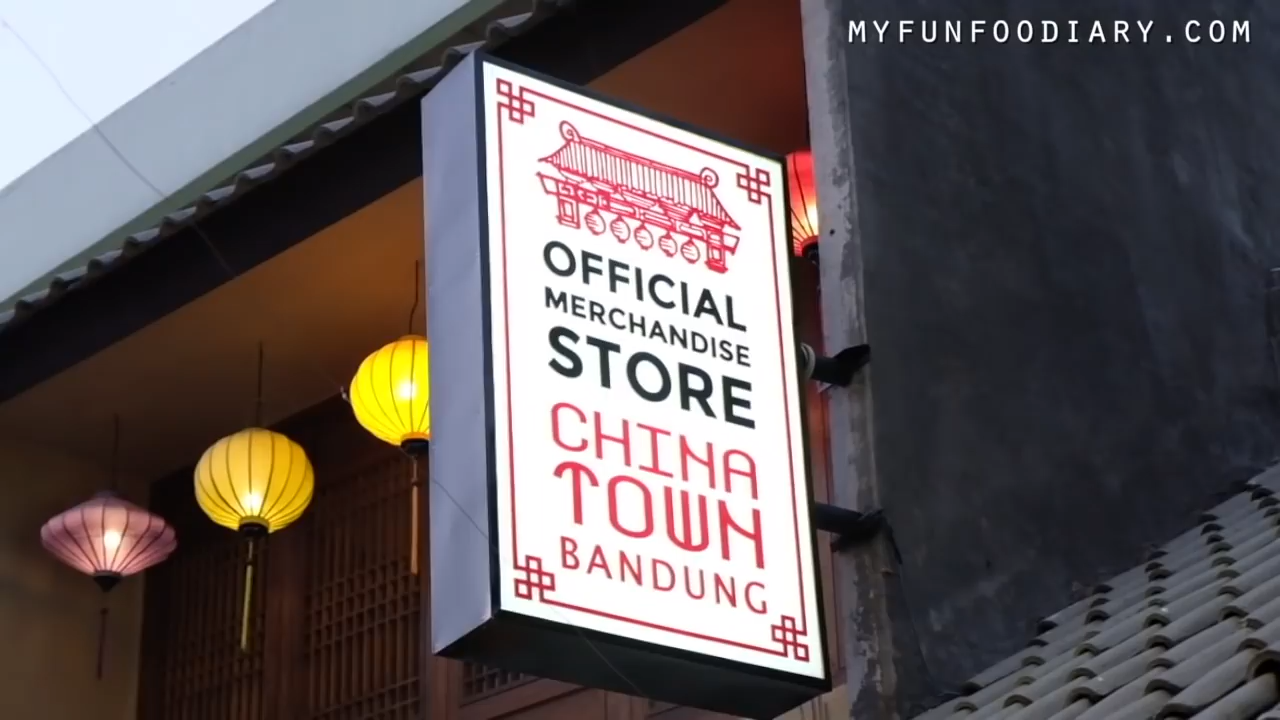 MYFUNFOODIARY.COM
OFFICIAL
MERCHANDISE
STORE
CHINA
TOWN
BANDUNG